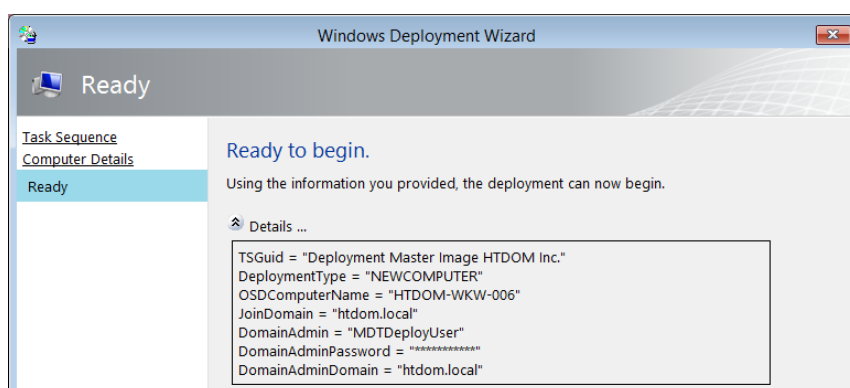 Windows Deployment Wizard
Ready
Task Sequence
Computer Details
Ready
Ready to begin.
Using the information you provided, the deployment can now begin.
Details ...
TSGuid = "Deployment Master Image HTDOM Inc."
DeploymentType = "NEWCOMPUTER"
OSDComputerName = "HTDOM-WKW-006"
JoinDomain = "htdom.local"
DomainAdmin = "MDTDeployUser"
DomainAdminPassword = "***********"
DomainAdminDomain = "htdom.local"